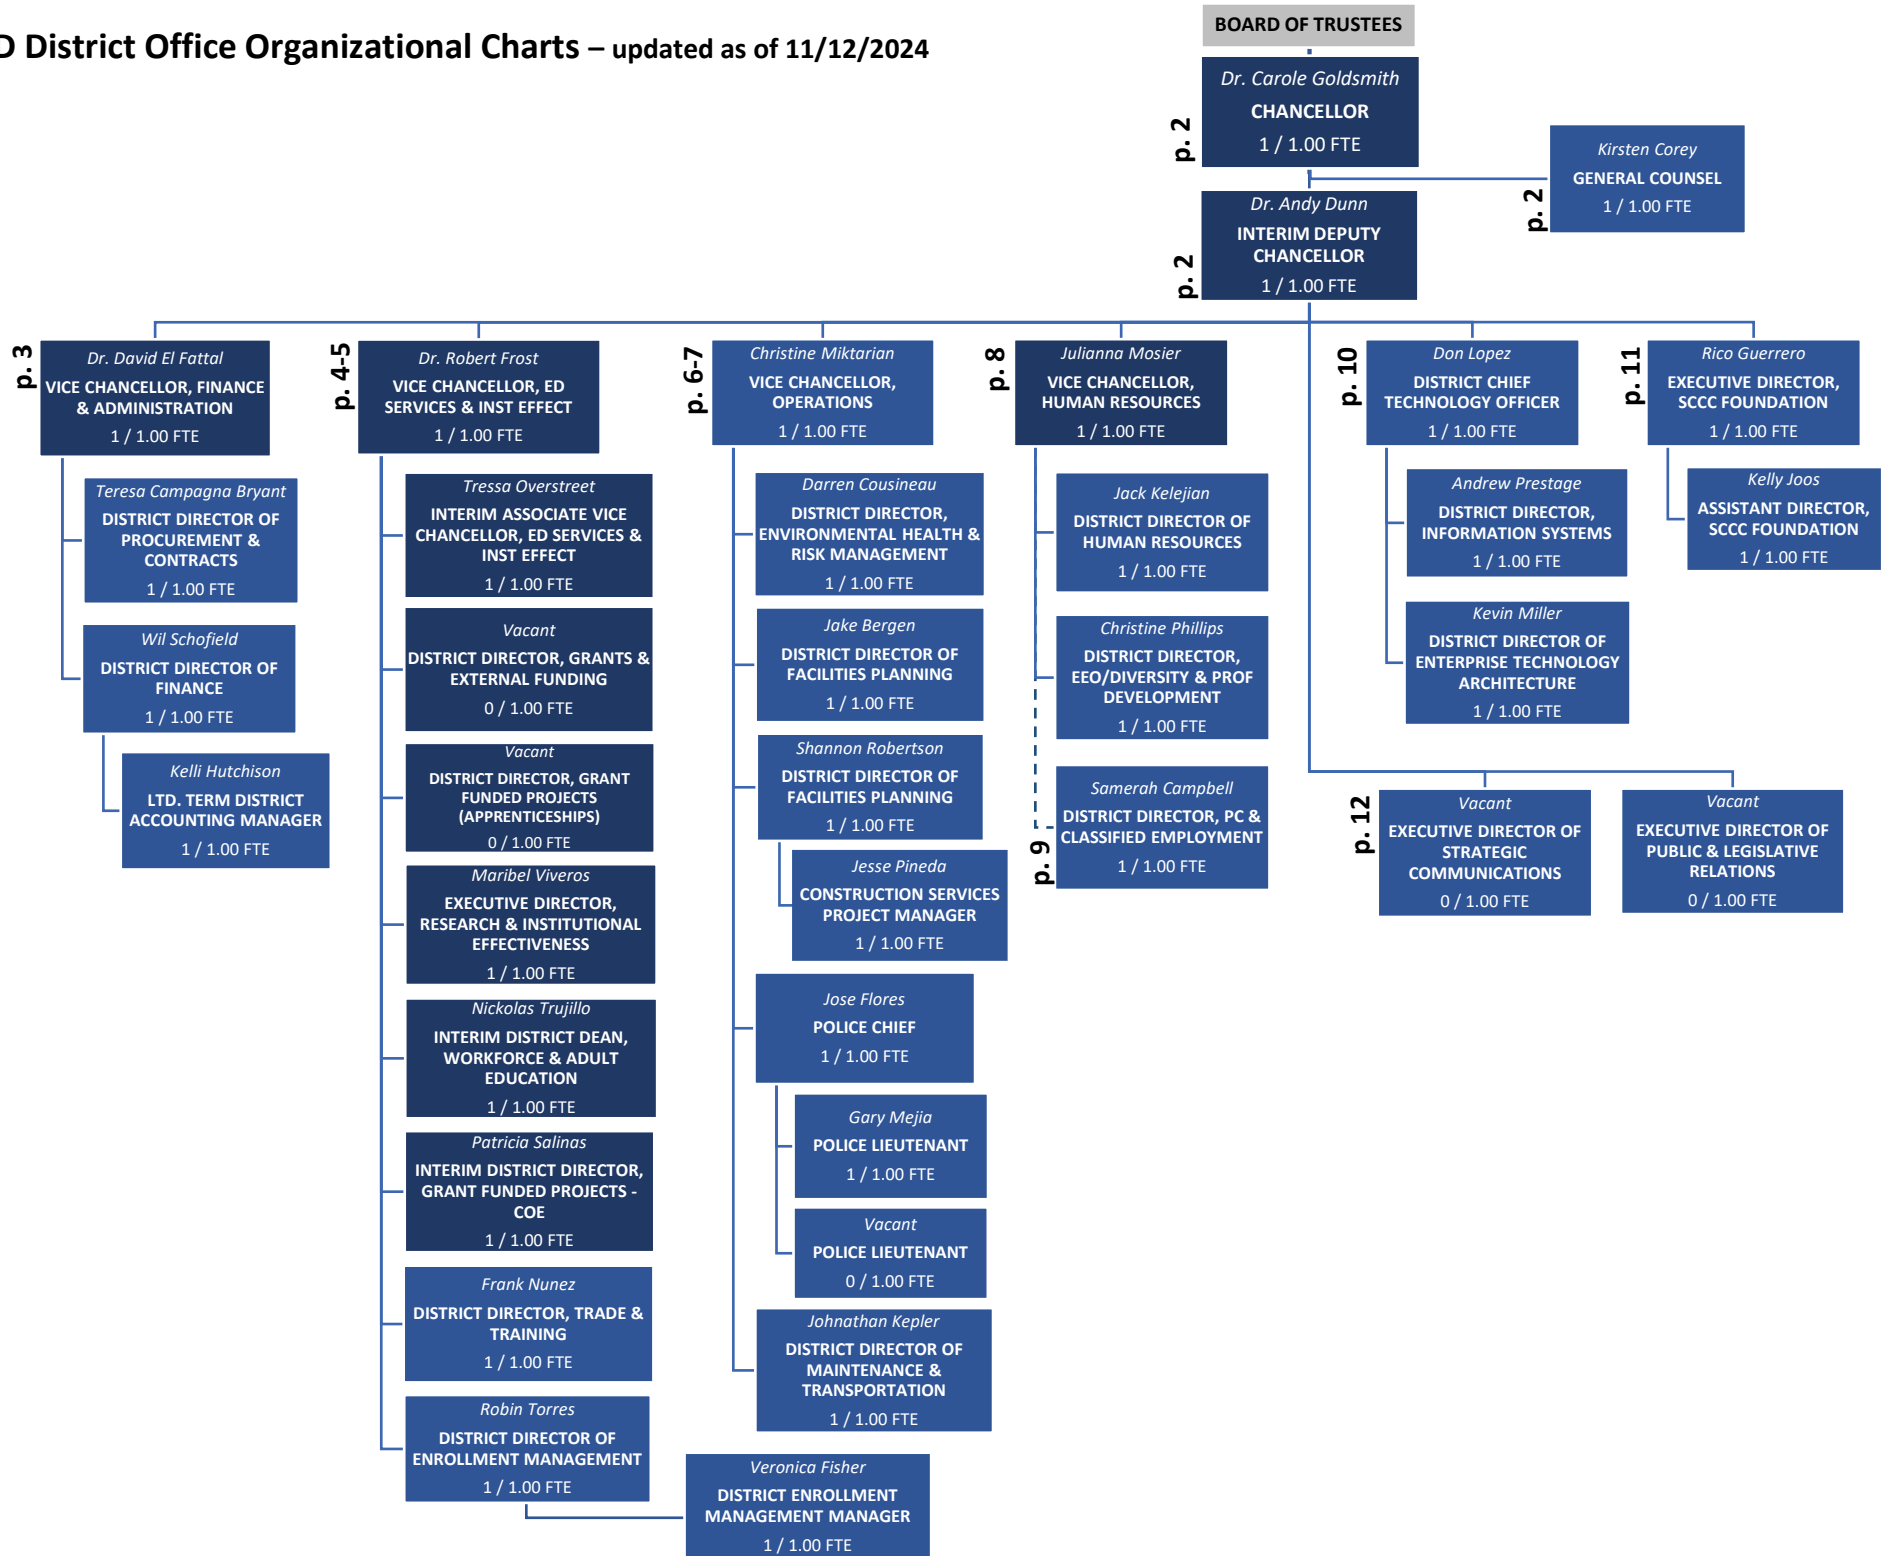 D District Office Organizational Charts – updated as of 11/12/2024
BOARD OF TRUSTEES
p. 2
Dr. Carole Goldsmith
CHANCELLOR
1 / 1.00 FTE
p. 2
Kirsten Corey
GENERAL COUNSEL
1 / 1.00 FTE
p. 2
Dr. Andy Dunn
INTERIM DEPUTY
CHANCELLOR
1 / 1.00 FTE
p. 3
Dr. David El Fattal
VICE CHANCELLOR, FINANCE
& ADMINISTRATION
1 / 1.00 FTE
Teresa Campagna Bryant
DISTRICT DIRECTOR OF
PROCUREMENT &
CONTRACTS
1 / 1.00 FTE
Wil Schofield
DISTRICT DIRECTOR OF
FINANCE
1 / 1.00 FTE
Kelli Hutchison
LTD. TERM DISTRICT
ACCOUNTING MANAGER
1 / 1.00 FTE
p. 4-5
Dr. Robert Frost
VICE CHANCELLOR, ED
SERVICES & INST EFFECT
1 / 1.00 FTE
Tressa Overstreet
INTERIM ASSOCIATE VICE
CHANCELLOR, ED SERVICES &
INST EFFECT
1 / 1.00 FTE
Vacant
DISTRICT DIRECTOR, GRANTS &
EXTERNAL FUNDING
0 / 1.00 FTE
Vacant
DISTRICT DIRECTOR, GRANT
FUNDED PROJECTS
(APPRENTICESHIPS)
0 / 1.00 FTE
Maribel Viveros
EXECUTIVE DIRECTOR,
RESEARCH & INSTITUTIONAL
EFFECTIVENESS
1 / 1.00 FTE
Nickolas Trujillo
INTERIM DISTRICT DEAN,
WORKFORCE & ADULT
EDUCATION
1 / 1.00 FTE
Patricia Salinas
INTERIM DISTRICT DIRECTOR,
GRANT FUNDED PROJECTS -
COE
1 / 1.00 FTE
Frank Nunez
DISTRICT DIRECTOR, TRADE &
TRAINING
1 / 1.00 FTE
Robin Torres
DISTRICT DIRECTOR OF
ENROLLMENT MANAGEMENT
1 / 1.00 FTE
Veronica Fisher
DISTRICT ENROLLMENT
MANAGEMENT MANAGER
1 / 1.00 FTE
p. 6-7
Christine Miktarian
VICE CHANCELLOR,
OPERATIONS
1 / 1.00 FTE
Darren Cousineau
DISTRICT DIRECTOR,
ENVIRONMENTAL HEALTH &
RISK MANAGEMENT
1 / 1.00 FTE
Jake Bergen
DISTRICT DIRECTOR OF
FACILITIES PLANNING
1 / 1.00 FTE
Shannon Robertson
DISTRICT DIRECTOR OF
FACILITIES PLANNING
1 / 1.00 FTE
Jesse Pineda
CONSTRUCTION SERVICES
PROJECT MANAGER
1 / 1.00 FTE
Jose Flores
POLICE CHIEF
1 / 1.00 FTE
Gary Mejia
POLICE LIEUTENANT
1 / 1.00 FTE
Vacant
POLICE LIEUTENANT
0 / 1.00 FTE
Johnathan Kepler
DISTRICT DIRECTOR OF
MAINTENANCE &
TRANSPORTATION
1 / 1.00 FTE
p. 8
Julianna Mosier
VICE CHANCELLOR,
HUMAN RESOURCES
1 / 1.00 FTE
Jack Kelejian
DISTRICT DIRECTOR OF
HUMAN RESOURCES
1 / 1.00 FTE
Christine Phillips
DISTRICT DIRECTOR,
EEO/DIVERSITY & PROF
DEVELOPMENT
1 / 1.00 FTE
p. 9
Samerah Campbell
DISTRICT DIRECTOR, PC &
CLASSIFIED EMPLOYMENT
1 / 1.00 FTE
p. 10
Don Lopez
DISTRICT CHIEF
TECHNOLOGY OFFICER
1 / 1.00 FTE
Andrew Prestage
DISTRICT DIRECTOR,
INFORMATION SYSTEMS
1 / 1.00 FTE
Kevin Miller
DISTRICT DIRECTOR OF
ENTERPRISE TECHNOLOGY
ARCHITECTURE
1 / 1.00 FTE
p. 11
Rico Guerrero
EXECUTIVE DIRECTOR,
SCCC FOUNDATION
1 / 1.00 FTE
Kelly Joos
ASSISTANT DIRECTOR,
SCCC FOUNDATION
1 / 1.00 FTE
p. 12
Vacant
EXECUTIVE DIRECTOR OF
STRATEGIC
COMMUNICATIONS
0 / 1.00 FTE
Vacant
EXECUTIVE DIRECTOR OF
PUBLIC & LEGISLATIVE
RELATIONS
0 / 1.00 FTE